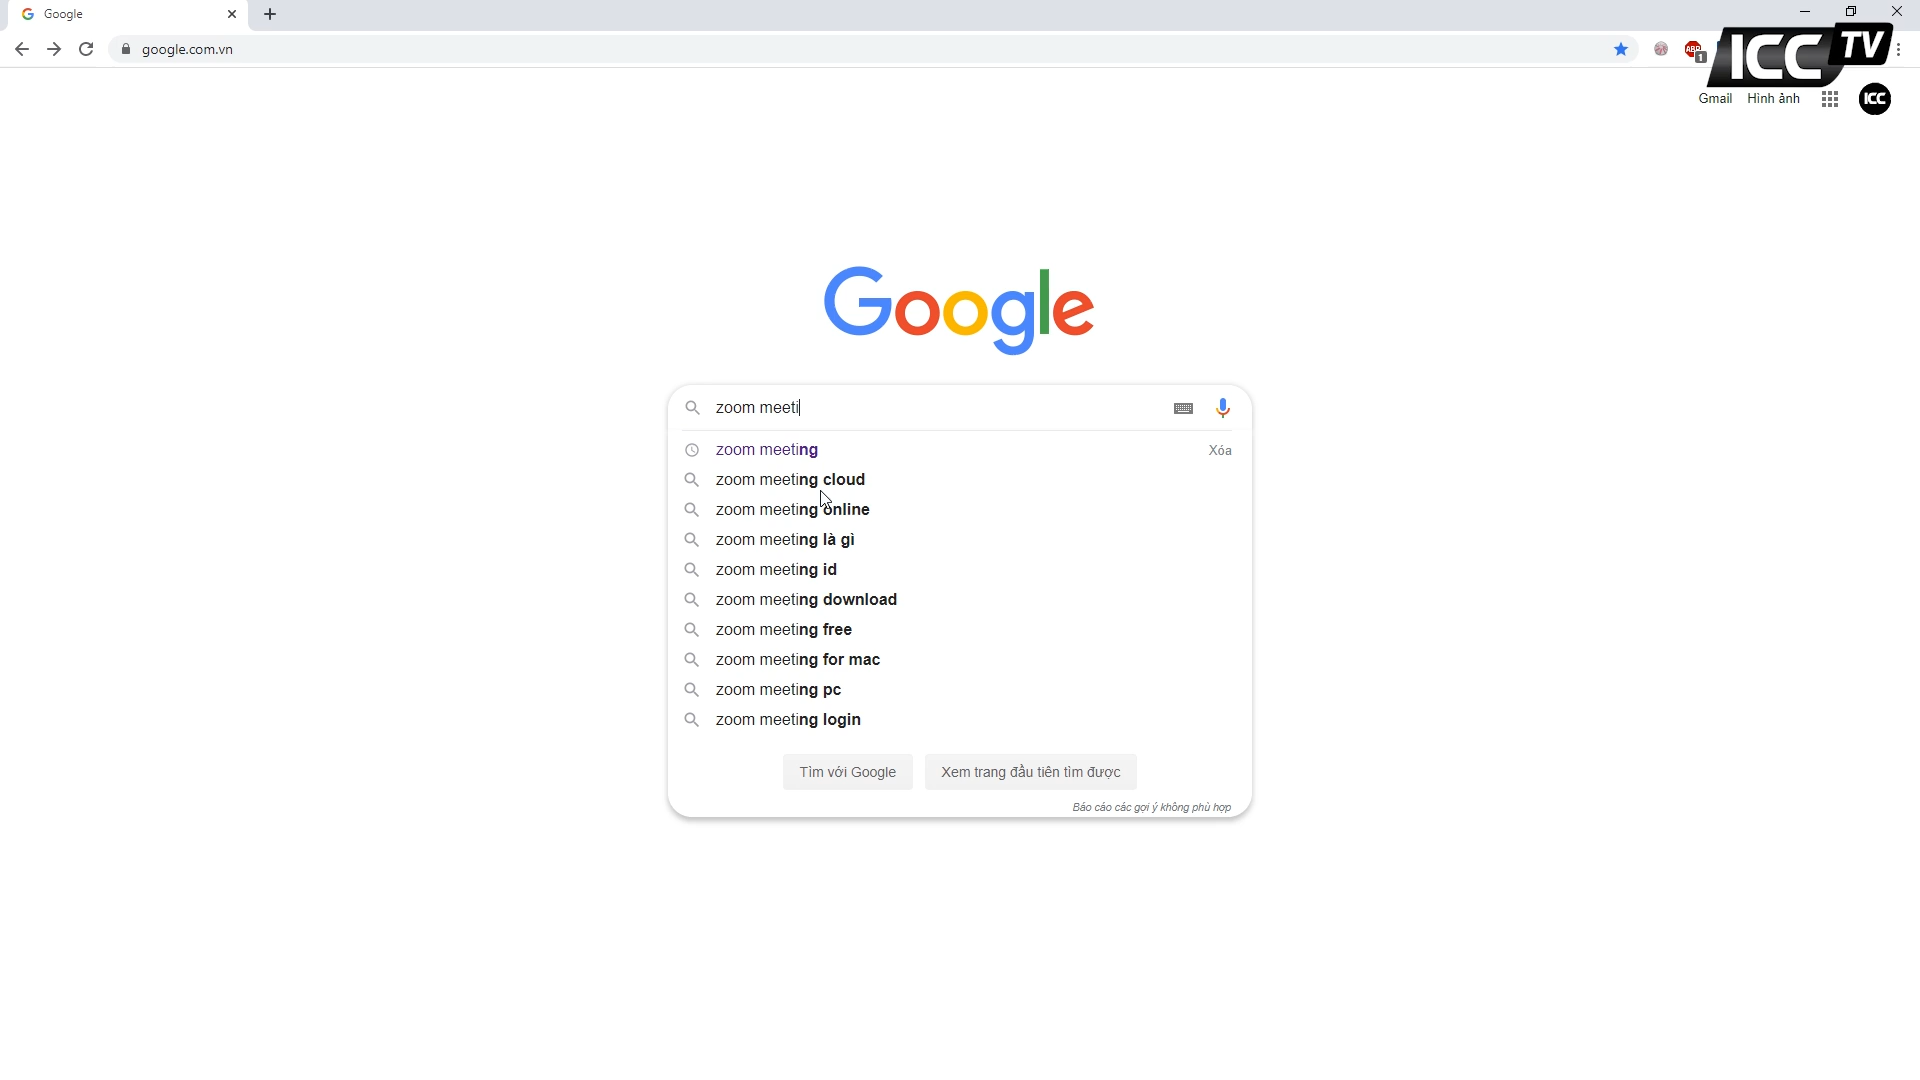 Google
google.com.vn
ABP
1
ICC TV
Gmail Hình ảnh
ICC
Google
zoom meeti
zoom meeting Xóa
zoom meeting cloud
zoom meeting online
zoom meeting là gì
zoom meeting id
zoom meeting download
zoom meeting free
zoom meeting for mac
zoom meeting pc
zoom meeting login
Tìm với Google Xem trang đầu tiên tìm được
Báo cáo các gợi ý không phù hợp